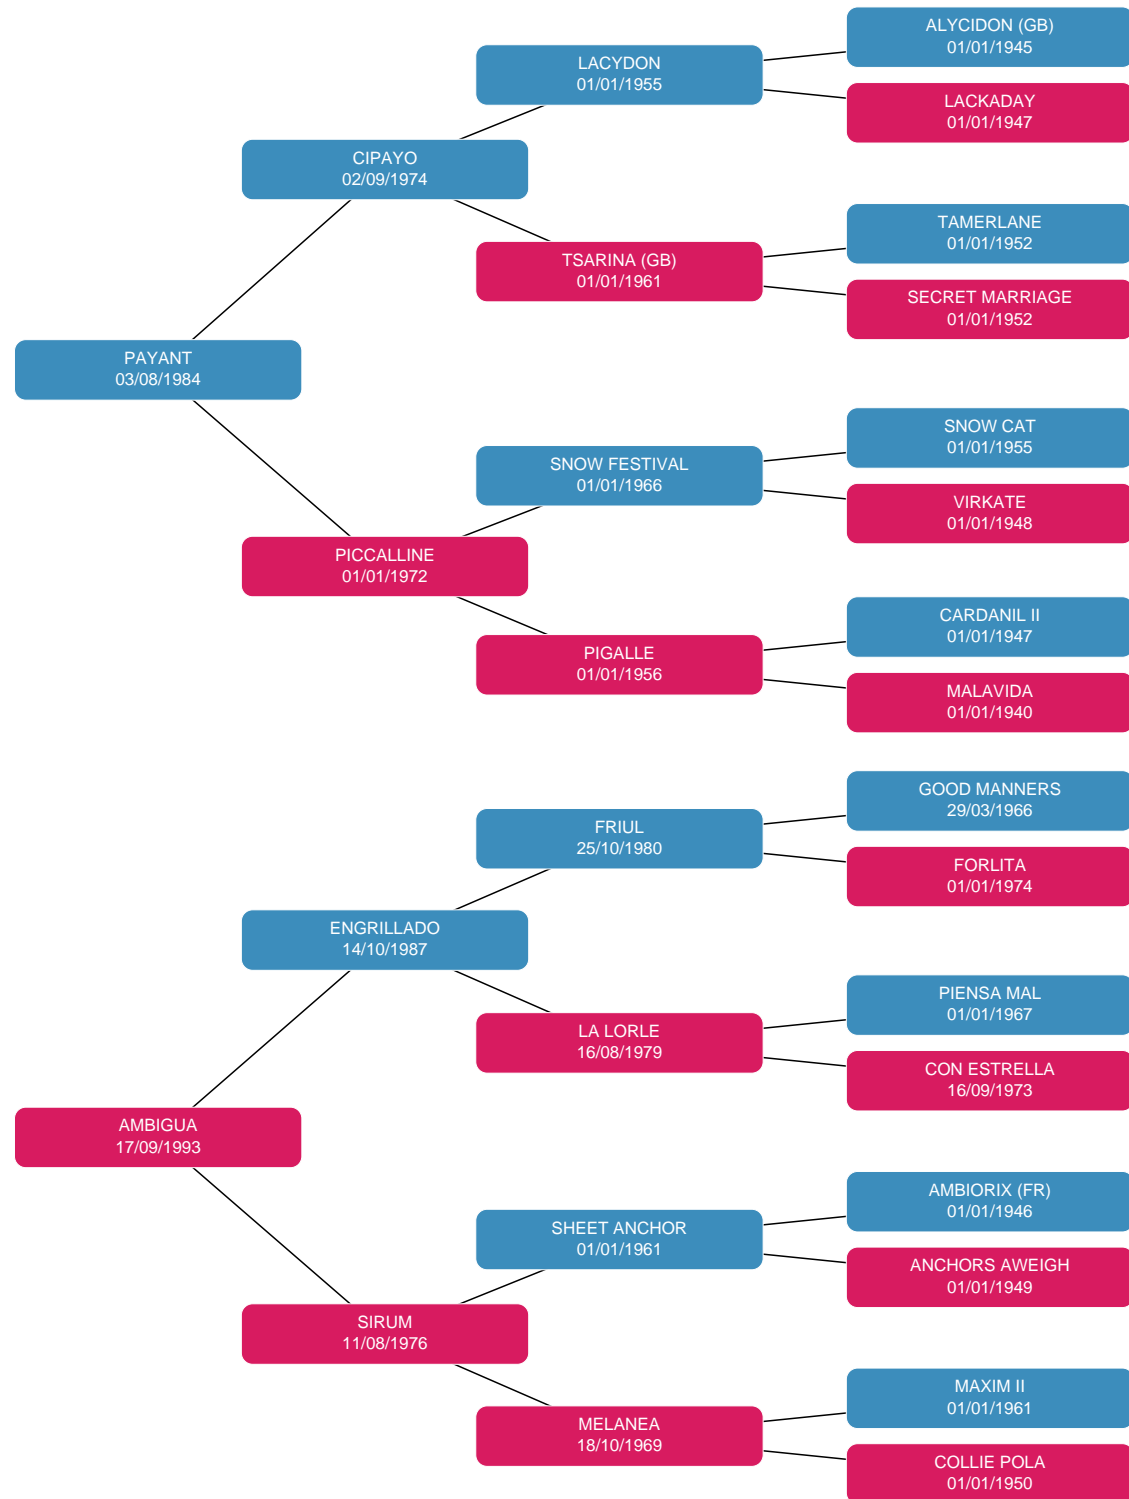 ALYCIDON (GB)
01/01/1945
LACYDON
01/01/1955
LACKADAY
01/01/1947
CIPAYO
02/09/1974
TAMERLANE
01/01/1952
TSARINA (GB)
01/01/1961
SECRET MARRIAGE
01/01/1952
PAYANT
03/08/1984
SNOW CAT
01/01/1955
SNOW FESTIVAL
01/01/1966
VIRKATE
01/01/1948
PICCALLINE
01/01/1972
CARDANIL II
01/01/1947
PIGALLE
01/01/1956
MALAVIDA
01/01/1940
GOOD MANNERS
29/03/1966
FRIUL
25/10/1980
FORLITA
01/01/1974
ENGRILLADO
14/10/1987
PIENSA MAL
01/01/1967
LA LORLE
16/08/1979
CON ESTRELLA
16/09/1973
AMBIGUA
17/09/1993
AMBIORIX (FR)
01/01/1946
SHEET ANCHOR
01/01/1961
ANCHORS AWEIGH
01/01/1949
SIRUM
11/08/1976
MAXIM II
01/01/1961
MELANEA
18/10/1969
COLLIE POLA
01/01/1950